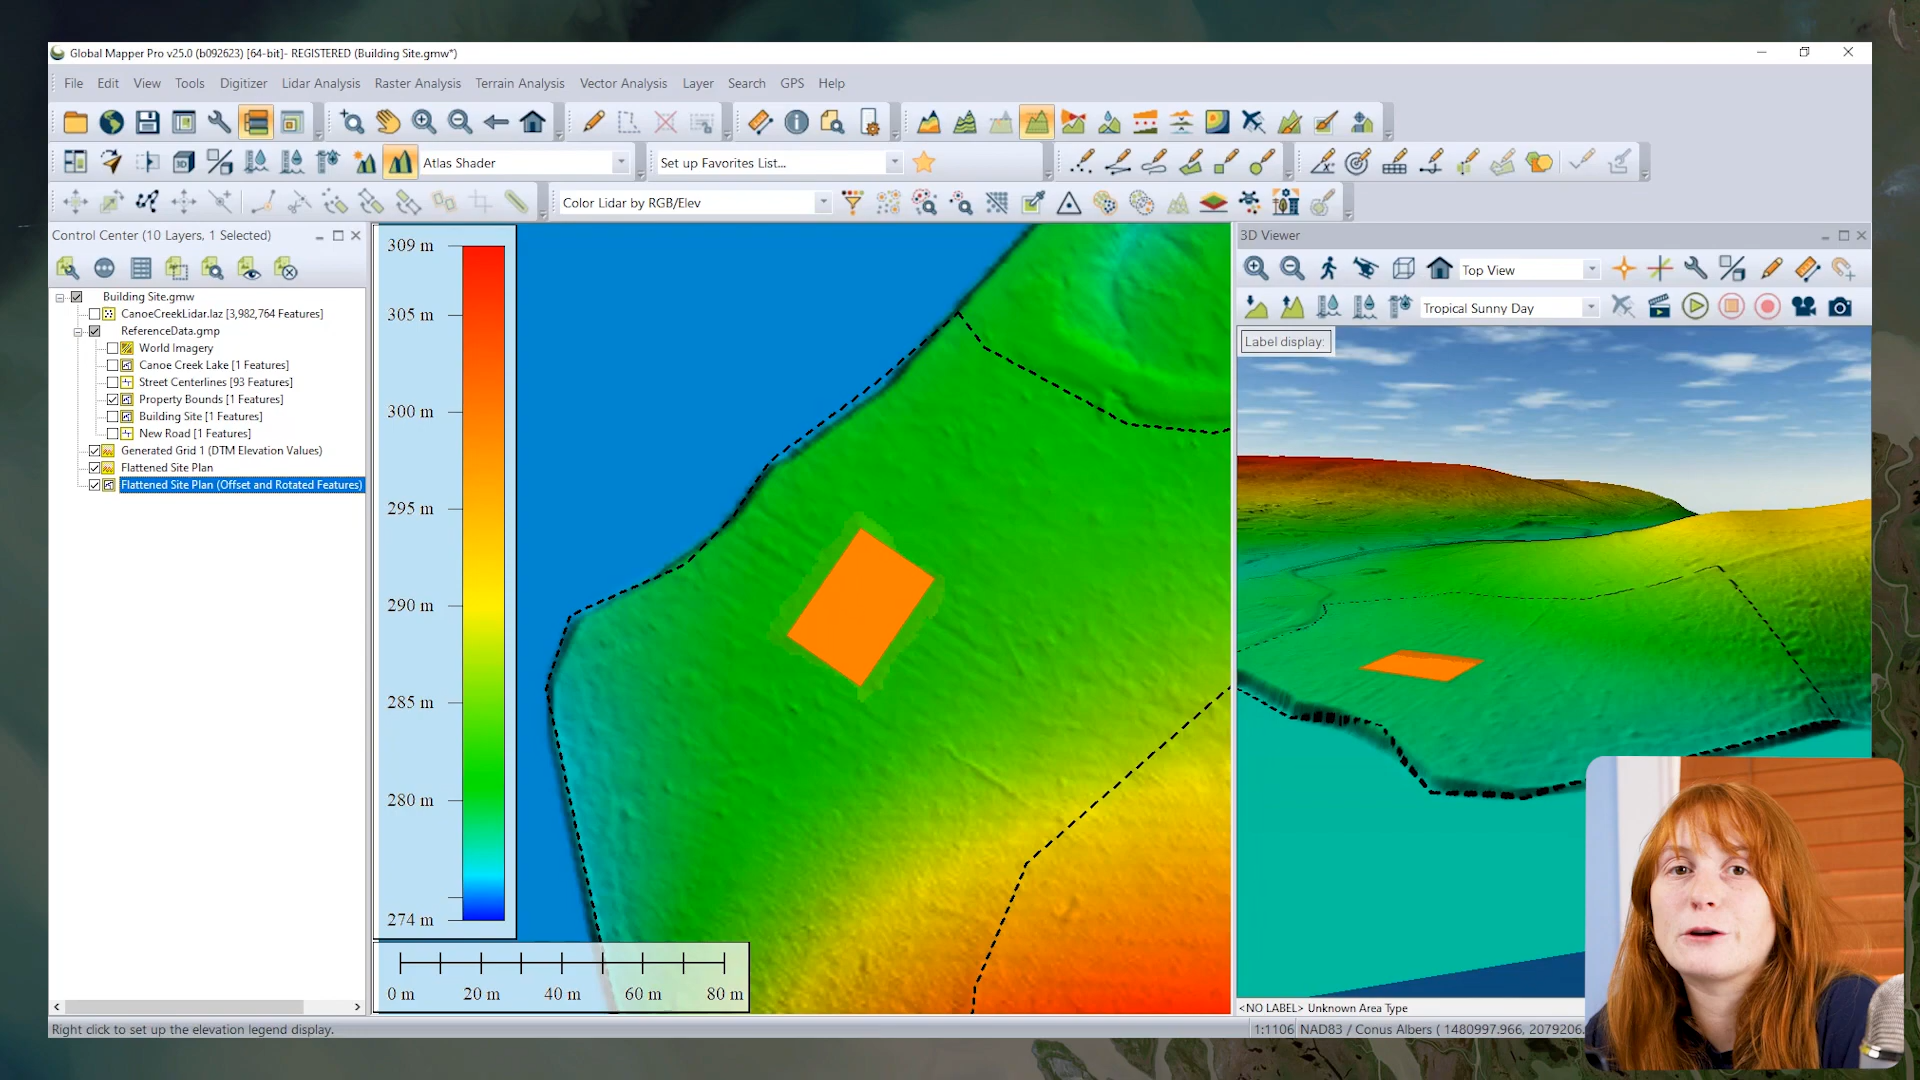 Global Mapper Pro v25.0 (b092623) [64-bit]- REGISTERED (Building Site.gmw*)
File Edit View Tools Digitizer Lidar Analysis Raster Analysis Terrain Analysis Vector Analysis Layer Search GPS Help
Atlas Shader
Set up Favorites List...
Color Lidar by RGB/Elev
Control Center (10 Layers, 1 Selected)
Building Site.gmw
CanoeCreekLidar.laz [3,982,764 Features]
ReferenceData.gmp
World Imagery
Canoe Creek Lake [1 Features]
Street Centerlines [93 Features]
Property Bounds [1 Features]
Building Site [1 Features]
New Road [1 Features]
Generated Grid 1 (DTM Elevation Values)
Flattened Site Plan
Flattened Site Plan (Offset and Rotated Features)
309 m
305 m
300 m
295 m
290 m
285 m
280 m
274 m
0 m 20 m 40 m 60 m 80 m
3D Viewer
Top View
Tropical Sunny Day
Label display:
<NO LABEL> Unknown Area Type
Right click to set up the elevation legend display.
1:1106 NAD83 / Conus Albers ( 1480997.966, 2079206.